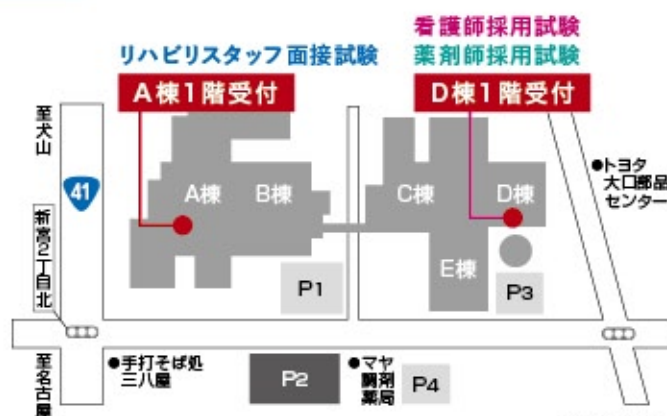 看護師採用試験
リハビリスタッフ 面接試験
薬剤師採用試験
A棟1階受付
D棟1階受付
至犬山
41
新宮2丁目北
至名古屋
A棟
B棟
C棟
D棟
E棟
●トヨタ
大口部品
センター
P1
P3
●手打そば処
三八屋
P2
●マヤ
調剤
薬局
P4